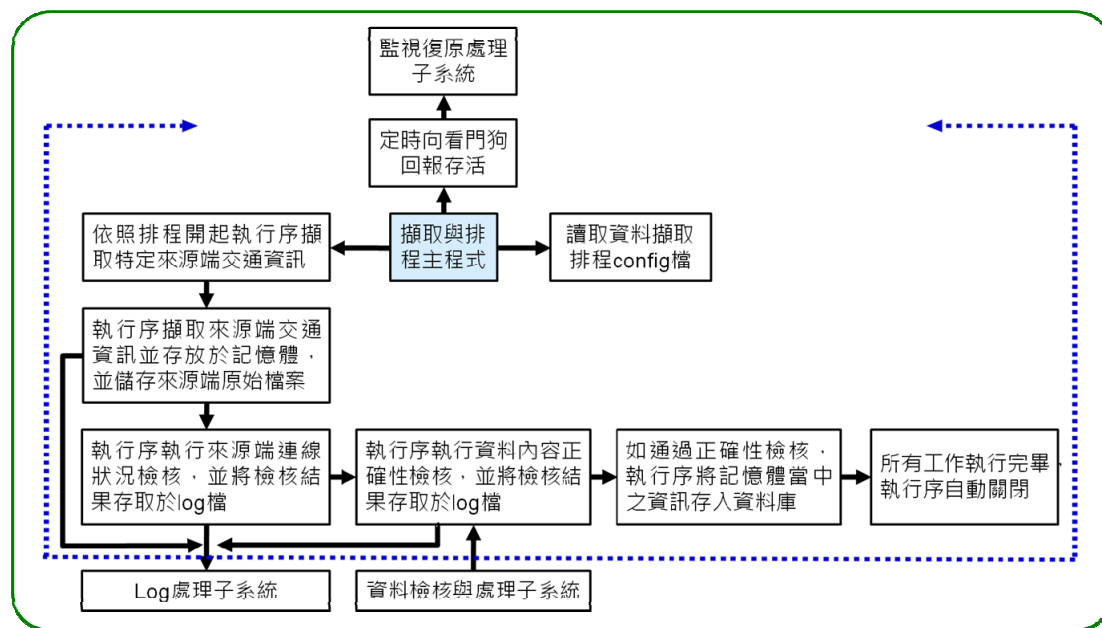 監視復原處理
子系統
定時向看門狗
回報存活
依照排程開起執行序擷
取特定來源端交通資訊
擷取與排
程主程式
讀取資料擷取
排程config檔
執行序擷取來源端交通
資訊並存放於記憶體，
並儲存來源端原始檔案
執行序執行來源端連線
狀況檢核，並將檢核結
果存取於log檔
執行序執行資料內容正
確性檢核，並將檢核結
果存取於log檔
如通過正確性檢核，
執行序將記憶體當中
之資訊存入資料庫
所有工作執行完畢，
執行序自動關閉
Log處理子系統
資料檢核與處理子系統